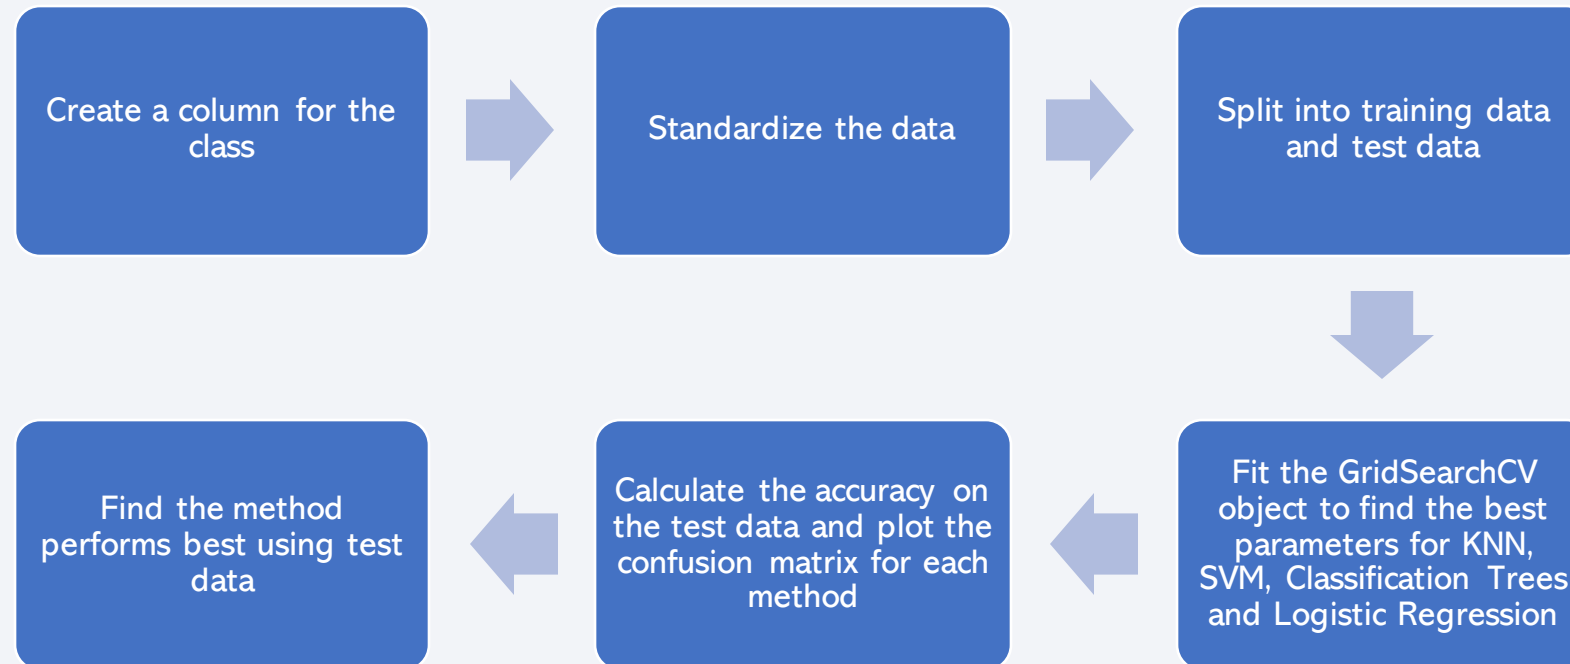 Create a column for the
class
Standardize the data
Split into training data
and test data
Fit the GridSearchCV
object to find the best
parameters for KNN,
SVM, Classification Trees
and Logistic Regression
Calculate the accuracy on
the test data and plot the
confusion matrix for each
method
Find the method
performs best using test
data